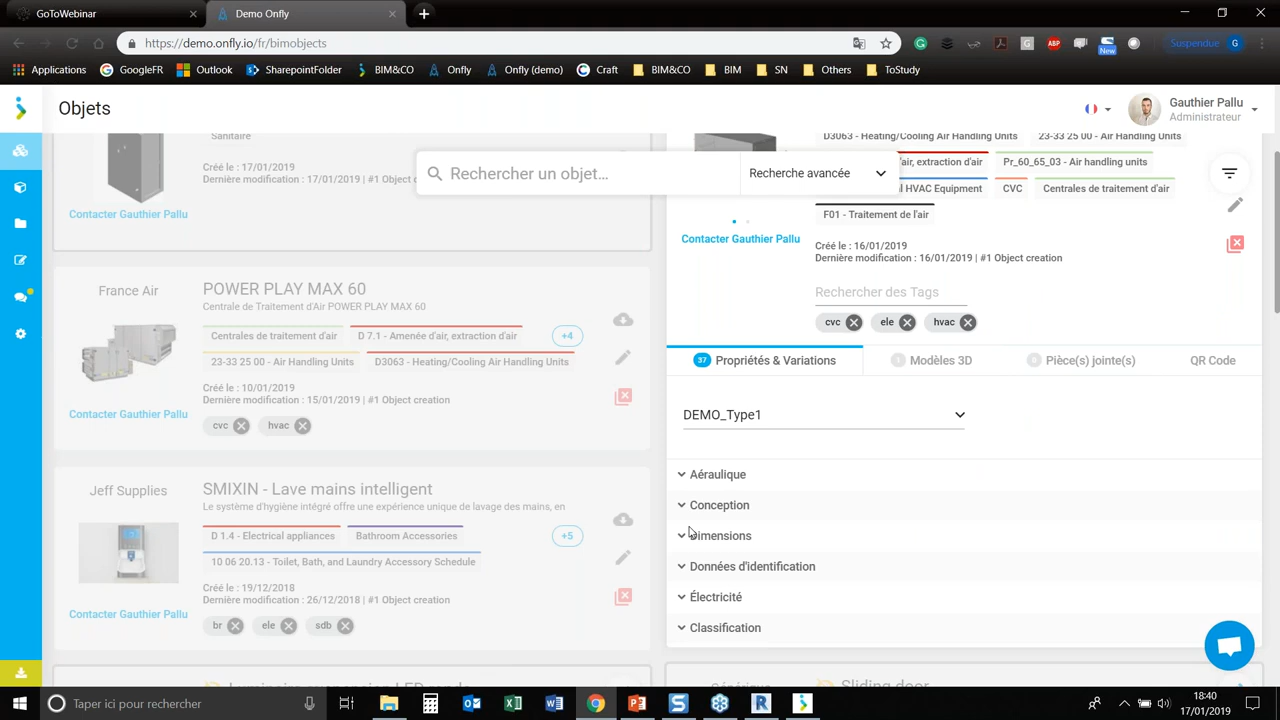 GoToWebinar
Demo Onfly
https://demo.onfly.io/fr/bimobjects
New
Suspendue
G
Applications
GoogleFR
Outlook
SharepointFolder
BIM&CO
Onfly
Onfly (demo)
Craft
BIM&CO
BIM
SN
Others
ToStudy
Objets
Gauthier Pallu
Administrateur
Rechercher un objet…
Recherche avancée
Sanitaire
Créé le : 17/01/2019
Dernière modification : 17/01/2019 | #1 Object c
Contacter Gauthier Pallu
France Air
POWER PLAY MAX 60
Centrale de Traitement d'Air POWER PLAY MAX 60
Centrales de traitement d'air
D 7.1 - Amenée d'air, extraction d'air
+4
23-33 25 00 - Air Handling Units
D3063 - Heating/Cooling Air Handling Units
Créé le : 10/01/2019
Dernière modification : 15/01/2019 | #1 Object creation
Contacter Gauthier Pallu
cvc
hvac
Jeff Supplies
SMIXIN - Lave mains intelligent
Le système d'hygiène intégré offre une expérience unique de lavage des mains, en
D 1.4 - Electrical appliances
Bathroom Accessories
+5
10 06 20.13 - Toilet, Bath, and Laundry Accessory Schedule
Créé le : 19/12/2018
Dernière modification : 26/12/2018 | #1 Object creation
Contacter Gauthier Pallu
br
ele
sdb
D3063 - Heating/Cooling Air Handling Units
23-33 25 00 - Air Handling Units
'air, extraction d'air
Pr_60_65_03 - Air handling units
l HVAC Equipment
CVC
Centrales de traitement d'air
F01 - Traitement de l'air
Contacter Gauthier Pallu
Créé le : 16/01/2019
Dernière modification : 16/01/2019 | #1 Object creation
Rechercher des Tags
cvc
ele
hvac
37 Propriétés & Variations
1 Modèles 3D
Pièce(s) jointe(s)
QR Code
DEMO_Type1
Aéraulique
Conception
Dimensions
Données d'identification
Électricité
Classification
Sliding door
Taper ici pour rechercher
18:40
17/01/2019